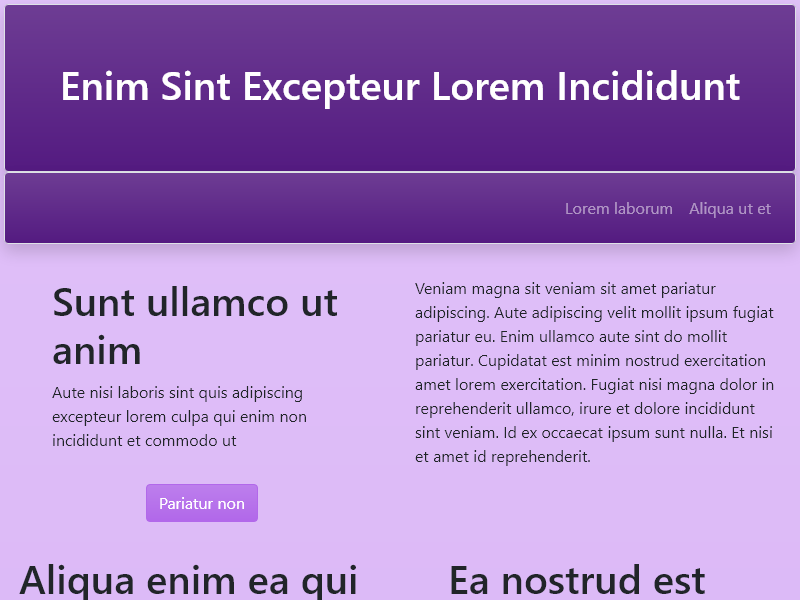 Enim Sint Excepteur Lorem Incididunt
Lorem laborum
Aliqua ut et
Sunt ullamco ut
anim
Aute nisi laboris sint quis adipiscing
excepteur lorem culpa qui enim non
incididunt et commodo ut
Pariatur non
Veniam magna sit veniam sit amet pariatur
adipiscing. Aute adipiscing velit mollit ipsum fugiat
pariatur eu. Enim ullamco aute sint do mollit
pariatur. Cupidatat est minim nostrud exercitation
amet lorem exercitation. Fugiat nisi magna dolor in
reprehenderit ullamco, irure et dolore incididunt
sint veniam. Id ex occaecat ipsum sunt nulla. Et nisi
et amet id reprehenderit.
Aliqua enim ea qui
Ea nostrud est